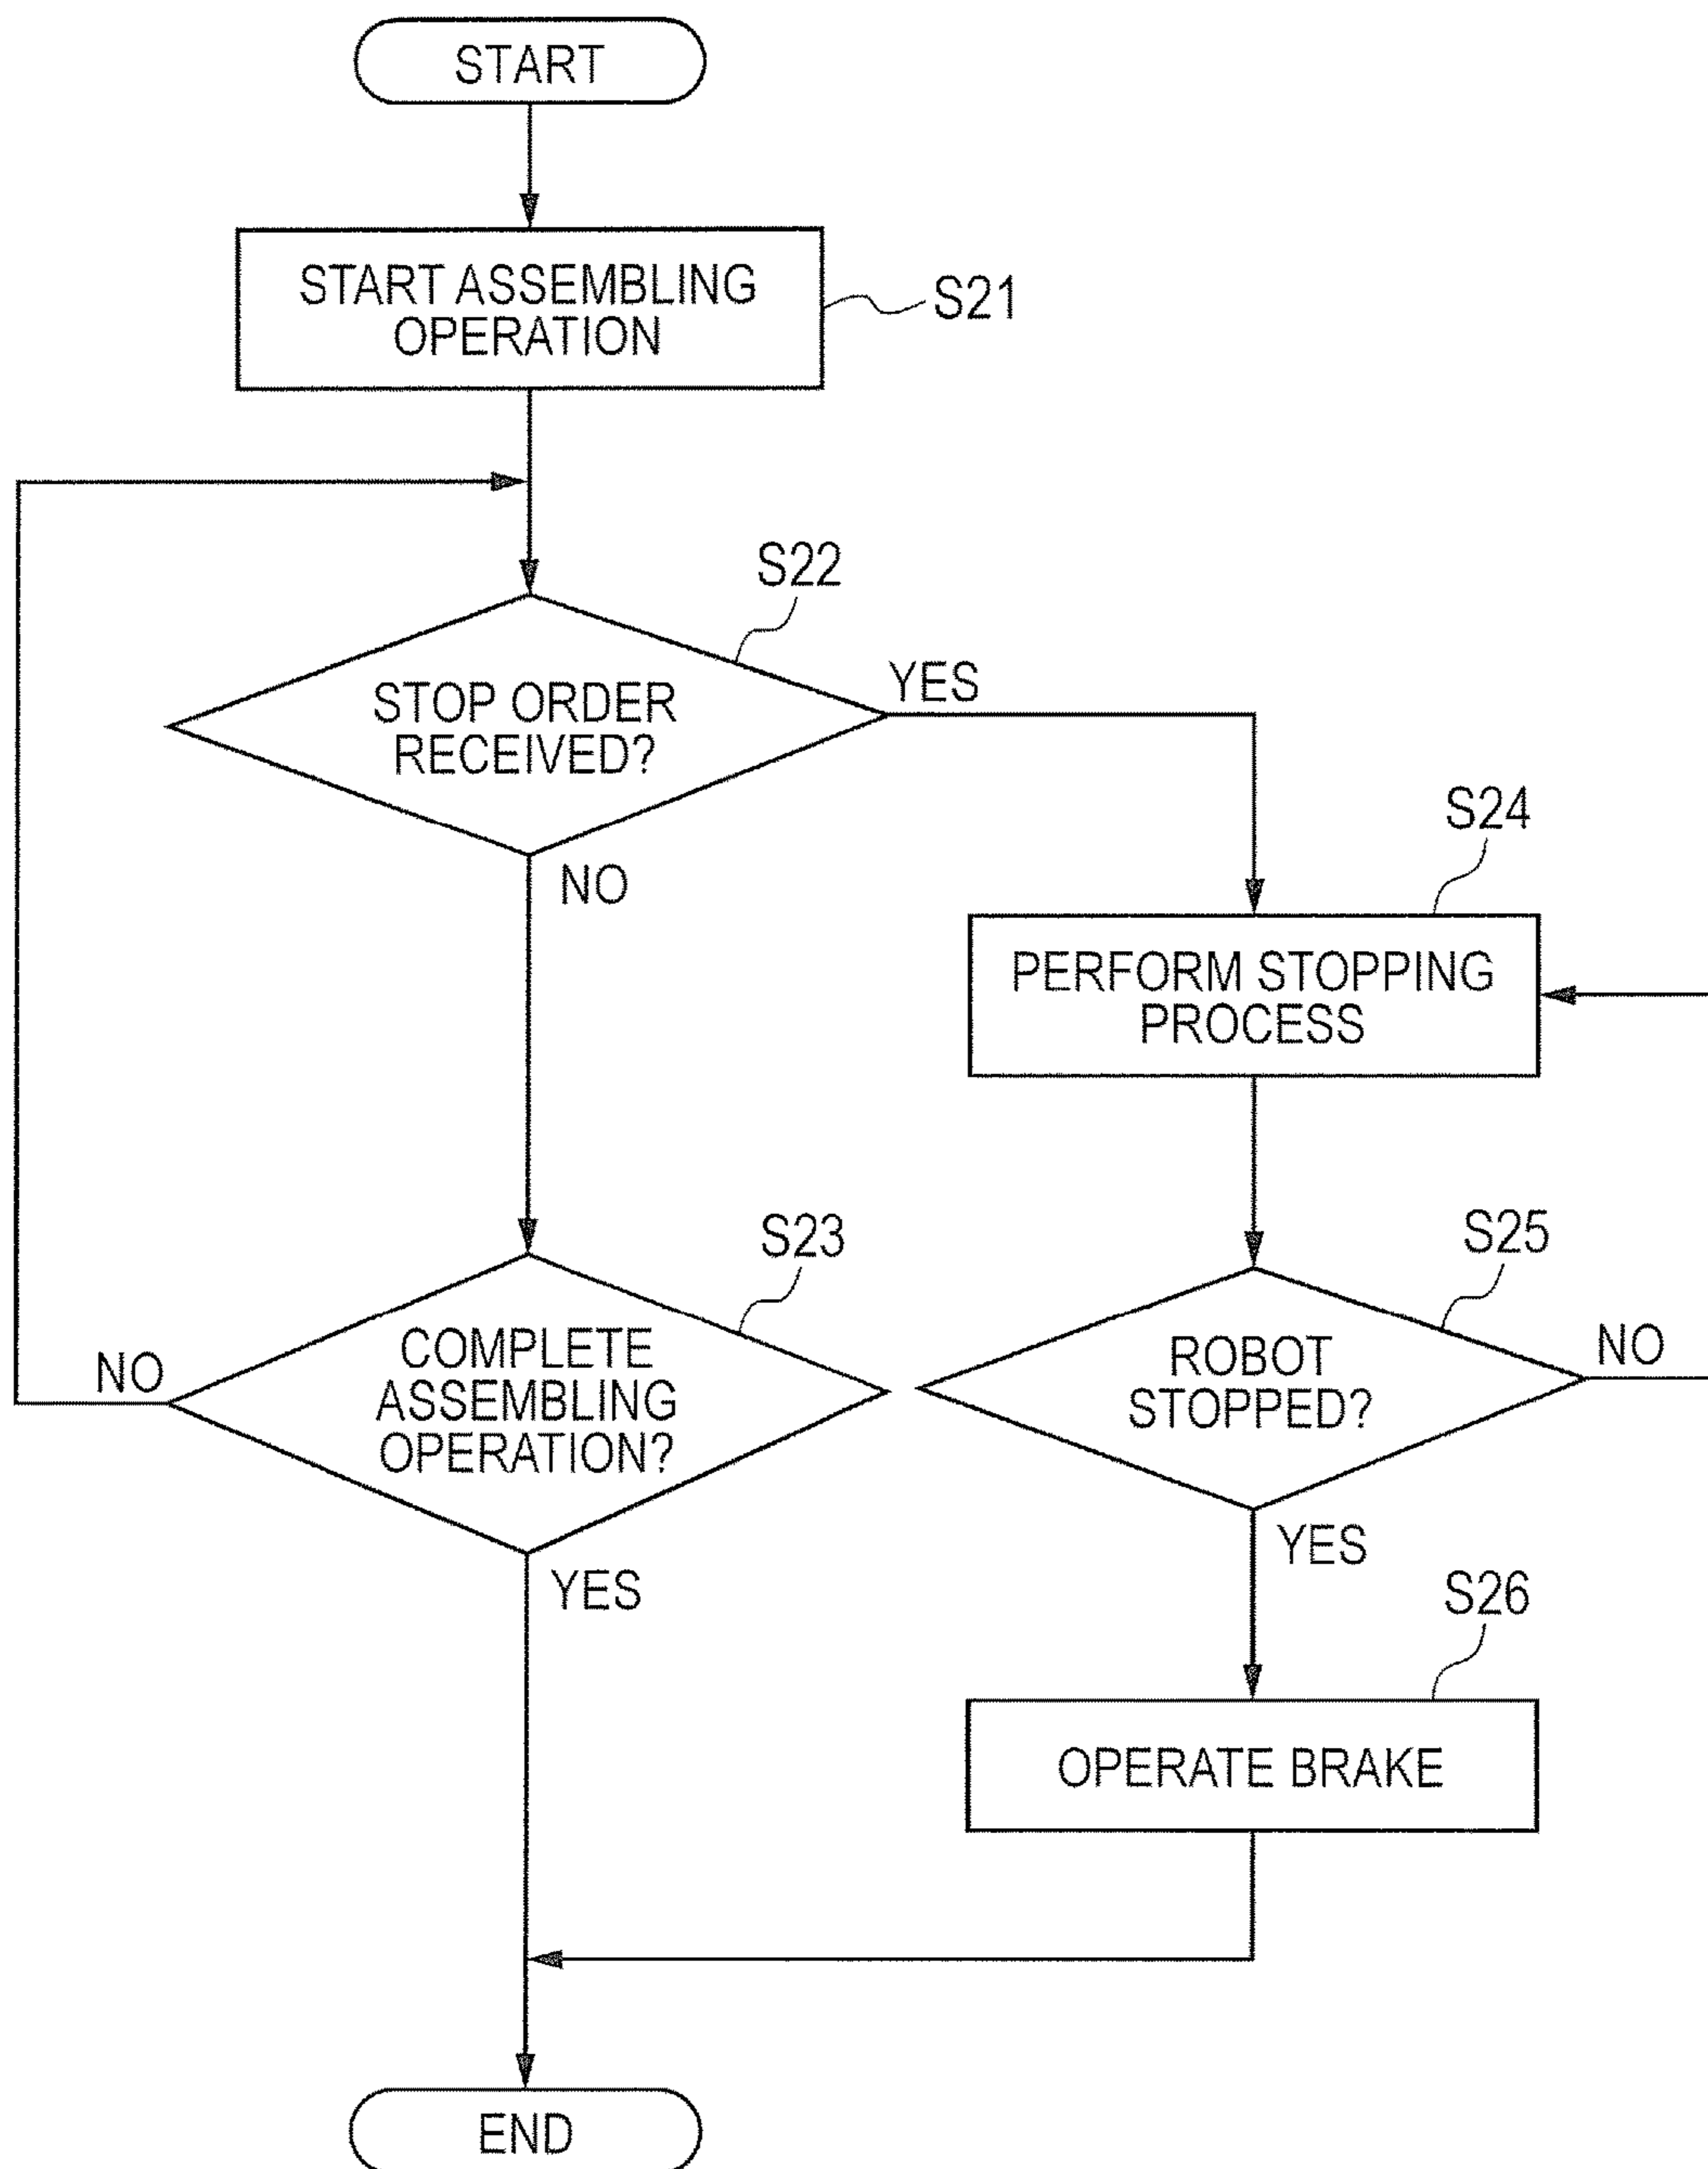 START
START ASSEMBLING
OPERATION
S21
S22
STOP ORDER
RECEIVED?
YES
NO
S24
PERFORM STOPPING
PROCESS
S23
COMPLETE
ASSEMBLING
OPERATION?
NO
YES
S25
ROBOT
STOPPED?
NO
YES
S26
OPERATE BRAKE
END